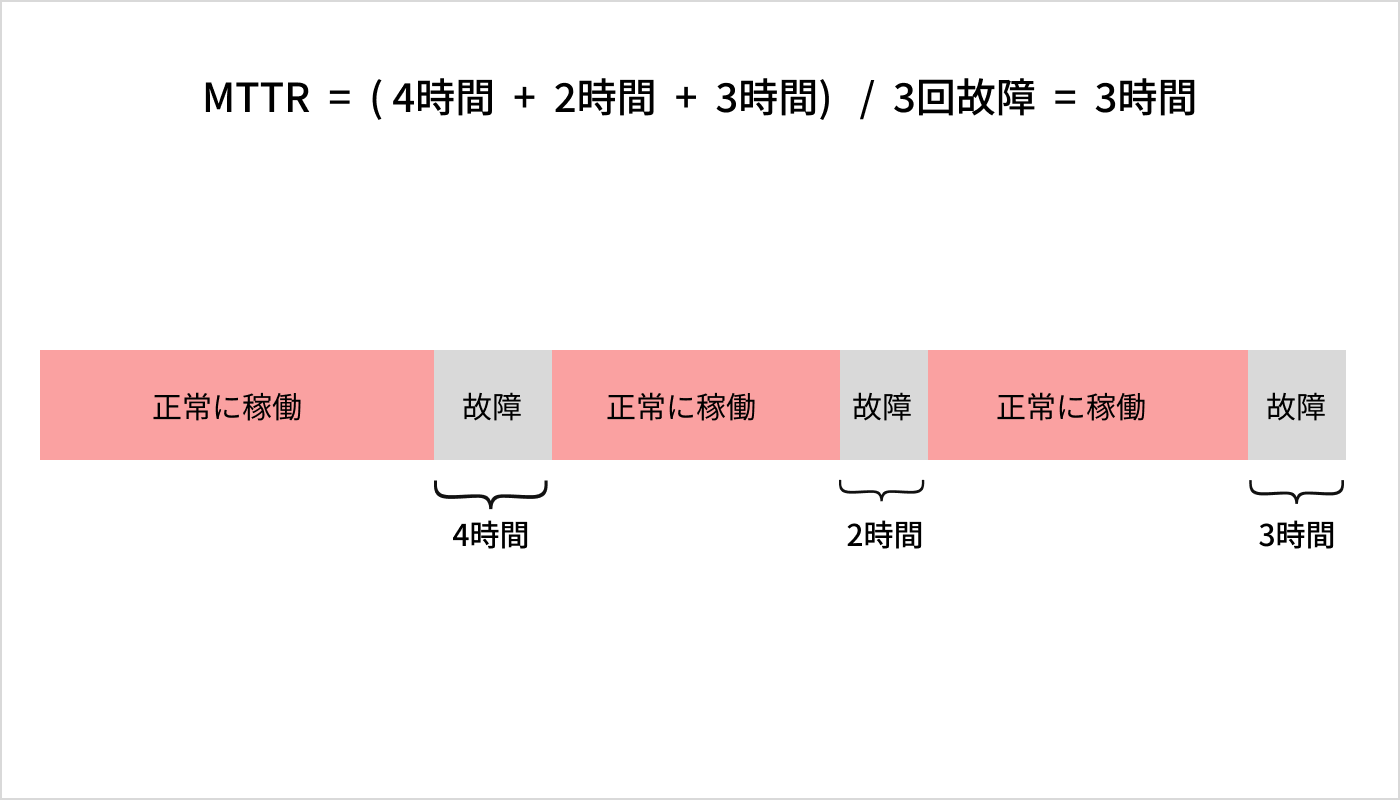 MTTR = ( 4時間 + 2時間 + 3時間) / 3回故障 = 3時間
正常に稼働 故障 正常に稼働 故障 正常に稼働 故障
4時間 2時間 3時間